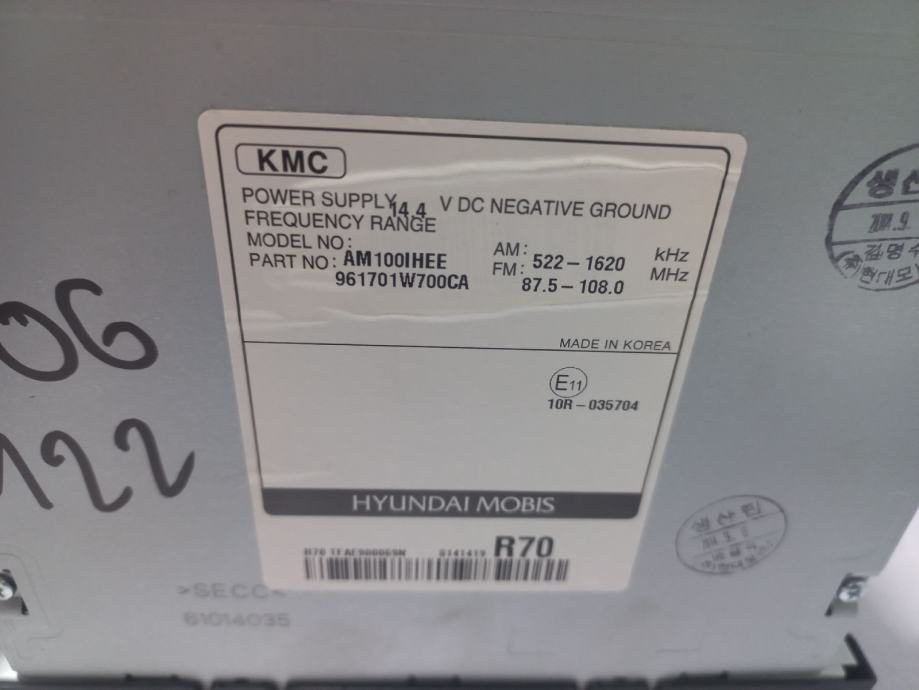 KMC
POWER SUPPLY 14.4 V DC NEGATIVE GROUND
FREQUENCY RANGE
MODEL NO: AM100IHEE
PART NO: 961701W700CA
AM: 522-1620 kHz
FM: 87.5-108.0 MHz
MADE IN KOREA
E11
10R-035704
HYUNDAI MOBIS
R70
>SECC<
61014035
06
122
생산